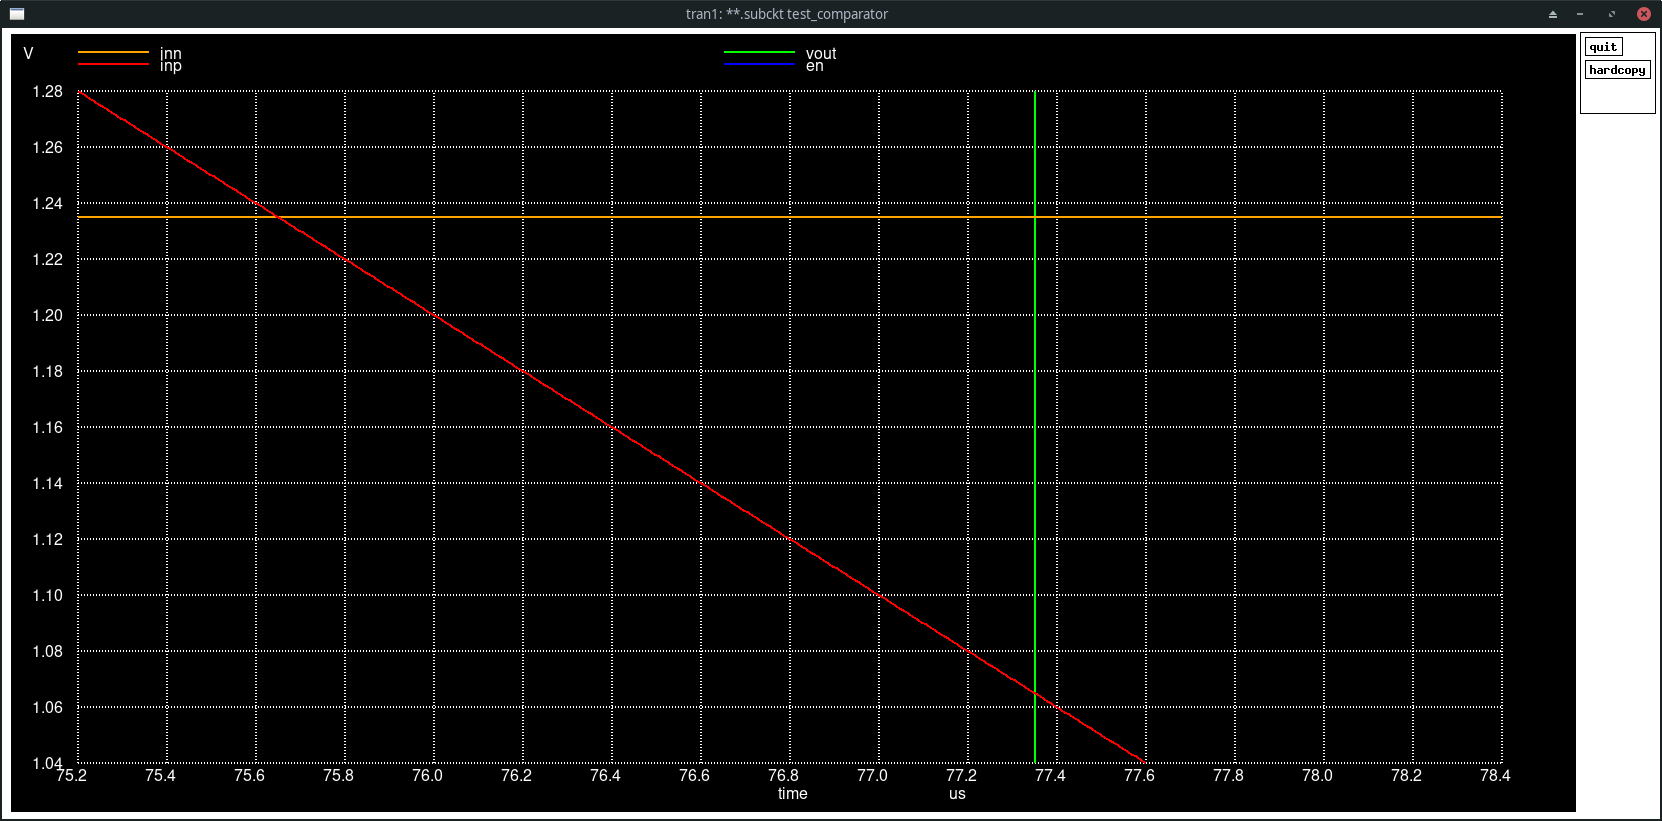 tran1: **.subckt test_comparator
quit
hardcopy
V
inn
inp
vout
en
1.28
1.26
1.24
1.22
1.20
1.18
1.16
1.14
1.12
1.10
1.08
1.06
1.04
75.2 75.4 75.6 75.8 76.0 76.2 76.4 76.6 76.8 77.0 77.2 77.4 77.6 77.8 78.0 78.2 78.4
time us